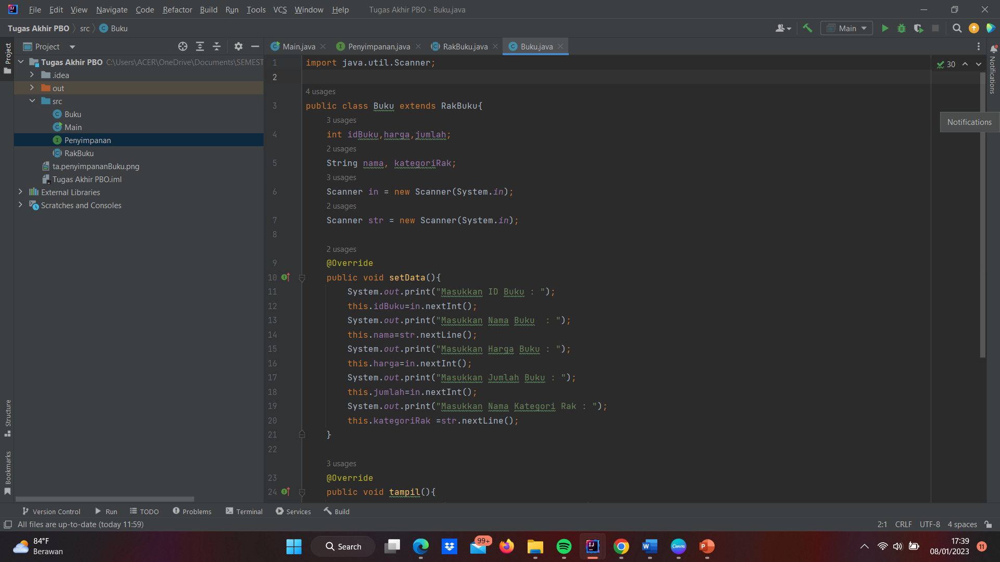 File Edit View Navigate Code Refactor Build Run Tools VCS Window Help Tugas Akhir PBO - Buku.java
Tugas Akhir PBO src Buku
Main
Project
Main.java Penyimpanan.java RakBuku.java Buku.java
Tugas Akhir PBO C:\Users\ACER\OneDrive\Documents\SEMEST
.idea
out
src
Buku
Main
Penyimpanan
RakBuku
ta.penyimpananBuku.png
Tugas Akhir PBO.iml
External Libraries
Scratches and Consoles
Project
Structure
Bookmarks
1 import java.util.Scanner;
2
4 usages
3 public class Buku extends RakBuku{
3 usages
4 int idBuku,harga,jumlah;
2 usages
5 String nama, kategoriRak;
3 usages
6 Scanner in = new Scanner(System.in);
2 usages
7 Scanner str = new Scanner(System.in);
8
2 usages
9 @Override
10 public void setData(){
11 System.out.print("Masukkan ID Buku : ");
12 this.idBuku=in.nextInt();
13 System.out.print("Masukkan Nama Buku  : ");
14 this.nama=str.nextLine();
15 System.out.print("Masukkan Harga Buku : ");
16 this.harga=in.nextInt();
17 System.out.print("Masukkan Jumlah Buku : ");
18 this.jumlah=in.nextInt();
19 System.out.print("Masukkan Nama Kategori Rak : ");
20 this.kategoriRak =str.nextLine();
21 }
22
3 usages
23 @Override
24 public void tampil(){
30
Notifications
Notifications
Version Control Run TODO Problems Terminal Services Build
All files are up-to-date (today 11:59)
2:1 CRLF UTF-8 4 spaces
84°F
Berawan
Search
99+
Canva
17:39
08/01/2023
11